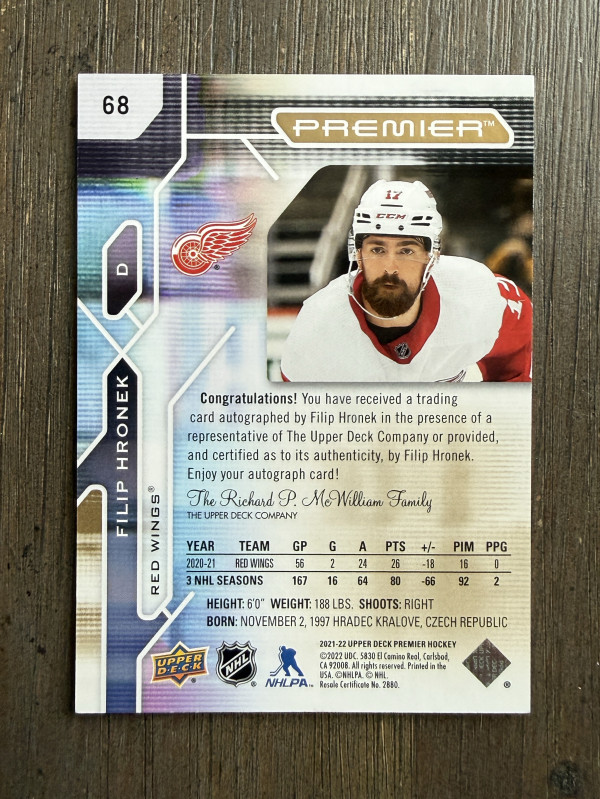 68
PREMIER™
17
CCM
17
D
FILIP HRONEK
RED WINGS®
Congratulations! You have received a trading
card autographed by Filip Hronek in the presence of a
representative of The Upper Deck Company or provided,
and certified as to its authenticity, by Filip Hronek.
Enjoy your autograph card!
The Richard P. McWilliam Family
THE UPPER DECK COMPANY
YEAR TEAM GP G A PTS +/- PIM PPG
2020-21 RED WINGS 56 2 24 26 -18 16 0
3 NHL SEASONS 167 16 64 80 -66 92 2
HEIGHT: 6'0" WEIGHT: 188 LBS. SHOOTS: RIGHT
BORN: NOVEMBER 2, 1997 HRADEC KRALOVE, CZECH REPUBLIC
UPPER DECK
NHL
NHLPA™
2021-22 UPPER DECK PREMIER HOCKEY
©2022 UDC. 5830 El Camino Real, Carlsbad,
CA 92008. All rights reserved. Printed in the
USA. ©NHLPA. © NHL.
Resale Certificate No. 2880.